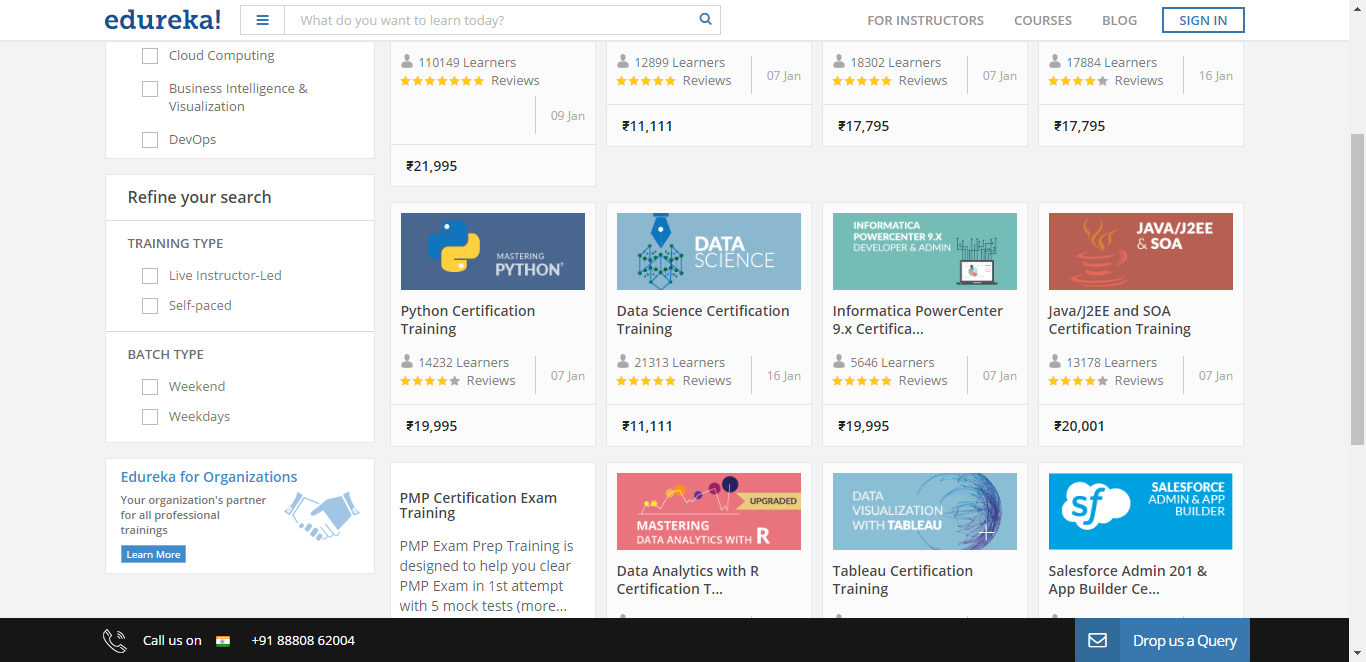 edureka!
What do you want to learn today?
FOR INSTRUCTORS
COURSES
BLOG
SIGN IN
Cloud Computing
Business Intelligence &
Visualization
DevOps
Refine your search
TRAINING TYPE
Live Instructor-Led
Self-paced
BATCH TYPE
Weekend
Weekdays
Edureka for Organizations
Your organization's partner
for all professional
trainings
Learn More
110149 Learners
Reviews
09 Jan
₹21,995
12899 Learners
Reviews
07 Jan
₹11,111
18302 Learners
Reviews
07 Jan
₹17,795
17884 Learners
Reviews
16 Jan
₹17,795
MASTERING
PYTHON®
Python Certification
Training
14232 Learners
Reviews
07 Jan
₹19,995
DATA
SCIENCE
Data Science Certification
Training
21313 Learners
Reviews
16 Jan
₹11,111
INFORMATICA
POWERCENTER 9.X
DEVELOPER & ADMIN
Informatica PowerCenter
9.x Certifica...
5646 Learners
Reviews
07 Jan
₹19,995
JAVA/J2EE
& SOA
Java/J2EE and SOA
Certification Training
13178 Learners
Reviews
07 Jan
₹20,001
PMP Certification Exam
Training
PMP Exam Prep Training is
designed to help you clear
PMP Exam in 1st attempt
with 5 mock tests (more...
UPGRADED
MASTERING
DATA ANALYTICS WITH R
Data Analytics with R
Certification T...
DATA
VISUALIZATION
WITH TABLEAU
Tableau Certification
Training
sf
SALESFORCE
ADMIN & APP
BUILDER
Salesforce Admin 201 &
App Builder Ce...
Call us on
+91 88808 62004
Drop us a Query